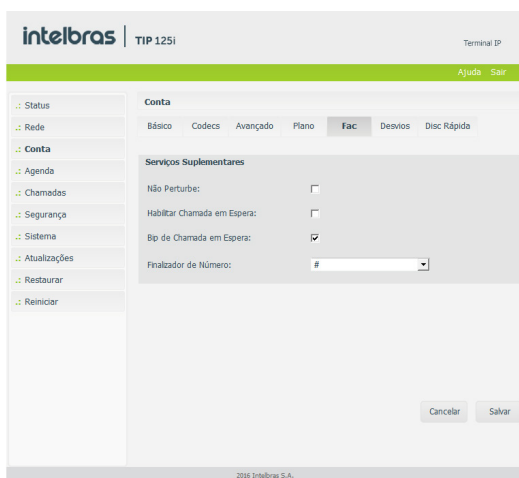 intelbras TIP 125i
Terminal IP
Ajuda Sair
.: Status
.: Rede
.: Conta
.: Agenda
.: Chamadas
.: Segurança
.: Sistema
.: Atualizações
.: Restaurar
.: Reiniciar
Conta
Básico Codecs Avançado Plano Fac Desvios Disc Rápida
Serviços Suplementares
Não Perturbe:
Habilitar Chamada em Espera:
Bip de Chamada em Espera:
Finalizador de Número: #
Cancelar Salvar
2016 Intelbras S.A.